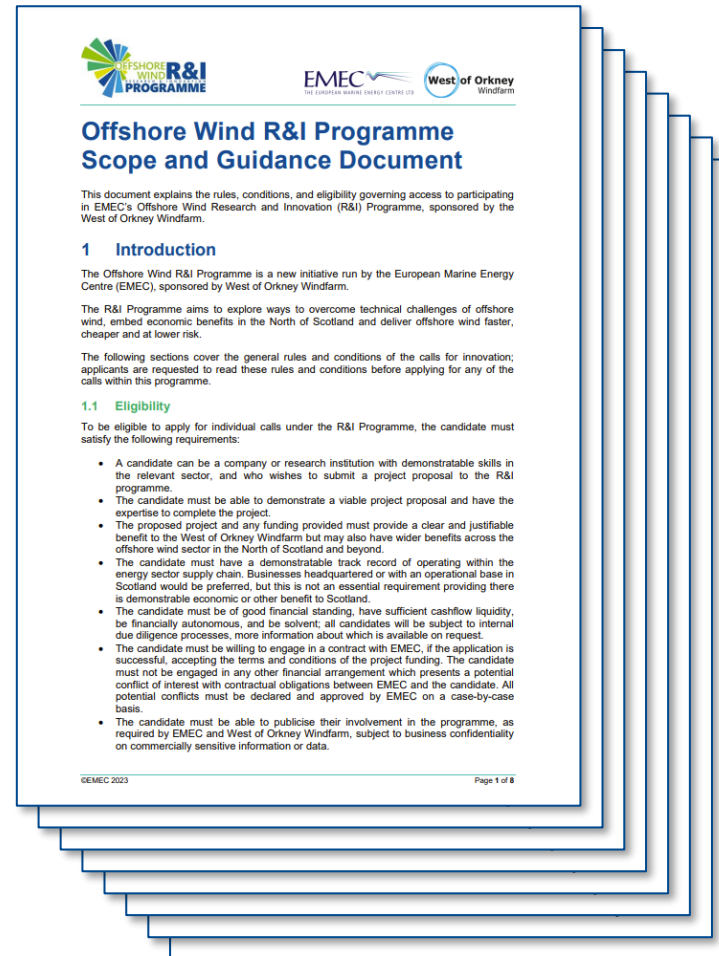 OFFSHORE
WIND R&I
RESEARCH & INNOVATION
PROGRAMME
EMEC
THE EUROPEAN MARINE ENERGY CENTRE LTD
West of Orkney
Windfarm
Offshore Wind R&I Programme
Scope and Guidance Document
This document explains the rules, conditions, and eligibility governing access to participating
in EMEC's Offshore Wind Research and Innovation (R&I) Programme, sponsored by the
West of Orkney Windfarm.
1 Introduction
The Offshore Wind R&I Programme is a new initiative run by the European Marine Energy
Centre (EMEC), sponsored by West of Orkney Windfarm.
The R&I Programme aims to explore ways to overcome technical challenges of offshore
wind, embed economic benefits in the North of Scotland and deliver offshore wind faster,
cheaper and at lower risk.
The following sections cover the general rules and conditions of the calls for innovation;
applicants are requested to read these rules and conditions before applying for any of the
calls within this programme.
1.1 Eligibility
To be eligible to apply for individual calls under the R&I Programme, the candidate must
satisfy the following requirements:
• A candidate can be a company or research institution with demonstratable skills in
the relevant sector, and who wishes to submit a project proposal to the R&I
programme.
• The candidate must be able to demonstrate a viable project proposal and have the
expertise to complete the project.
• The proposed project and any funding provided must provide a clear and justifiable
benefit to the West of Orkney Windfarm but may also have wider benefits across the
offshore wind sector in the North of Scotland and beyond.
• The candidate must have a demonstratable track record of operating within the
energy sector supply chain. Businesses headquartered or with an operational base in
Scotland would be preferred, but this is not an essential requirement providing there
is demonstrable economic or other benefit to Scotland.
• The candidate must be of good financial standing, have sufficient cashflow liquidity,
be financially autonomous, and be solvent; all candidates will be subject to internal
due diligence processes, more information about which is available on request.
• The candidate must be willing to engage in a contract with EMEC, if the application is
successful, accepting the terms and conditions of the project funding. The candidate
must not be engaged in any other financial arrangement which presents a potential
conflict of interest with contractual obligations between EMEC and the candidate. All
potential conflicts must be declared and approved by EMEC on a case-by-case
basis.
• The candidate must be able to publicise their involvement in the programme, as
required by EMEC and West of Orkney Windfarm, subject to business confidentiality
on commercially sensitive information or data.
©EMEC 2023 Page 1 of 8